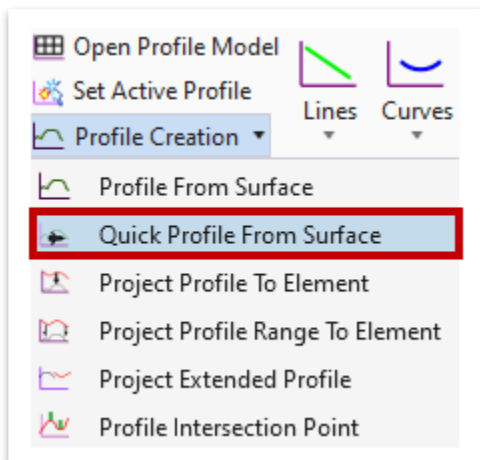 Open Profile Model
Set Active Profile
Profile Creation
Lines
Curves
Profile From Surface
Quick Profile From Surface
Project Profile To Element
Project Profile Range To Element
Project Extended Profile
Profile Intersection Point